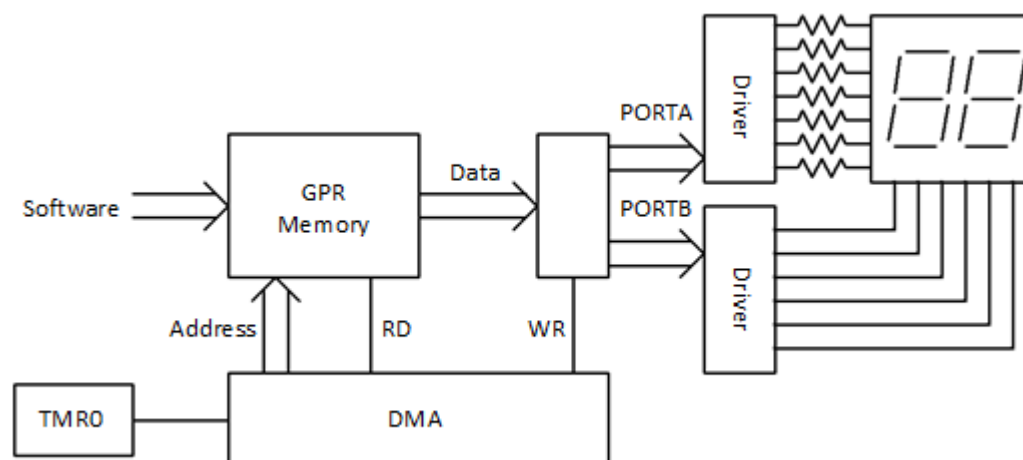 Driver
PORTA
GPR
Memory
Data
Software
PORTB
Driver
Address
RD
WR
TMR0
DMA